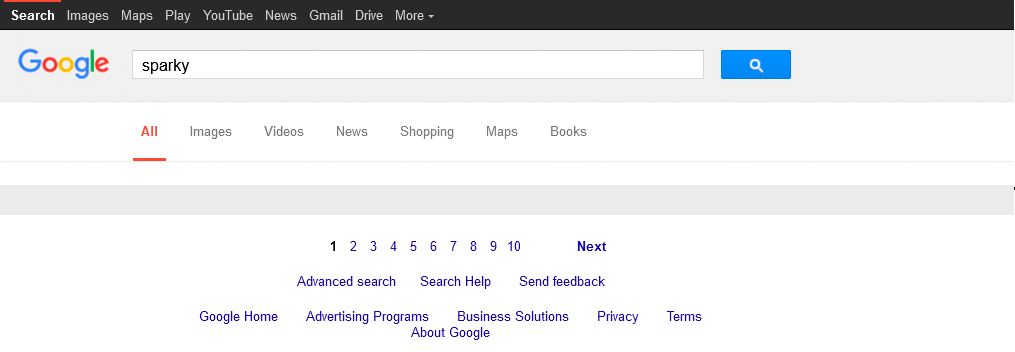 Search Images Maps Play YouTube News Gmail Drive More
Google sparky
All Images Videos News Shopping Maps Books
1 2 3 4 5 6 7 8 9 10 Next
Advanced search Search Help Send feedback
Google Home Advertising Programs Business Solutions Privacy Terms
About Google